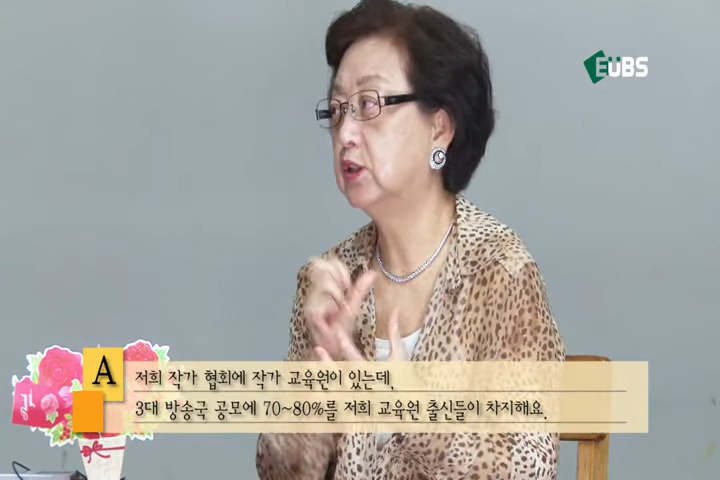 EUBS
A
저희 작가 협회에 작가 교육원이 있는데,
3대 방송국 공모에 70~80%를 저희 교육원 출신들이 차지해요.